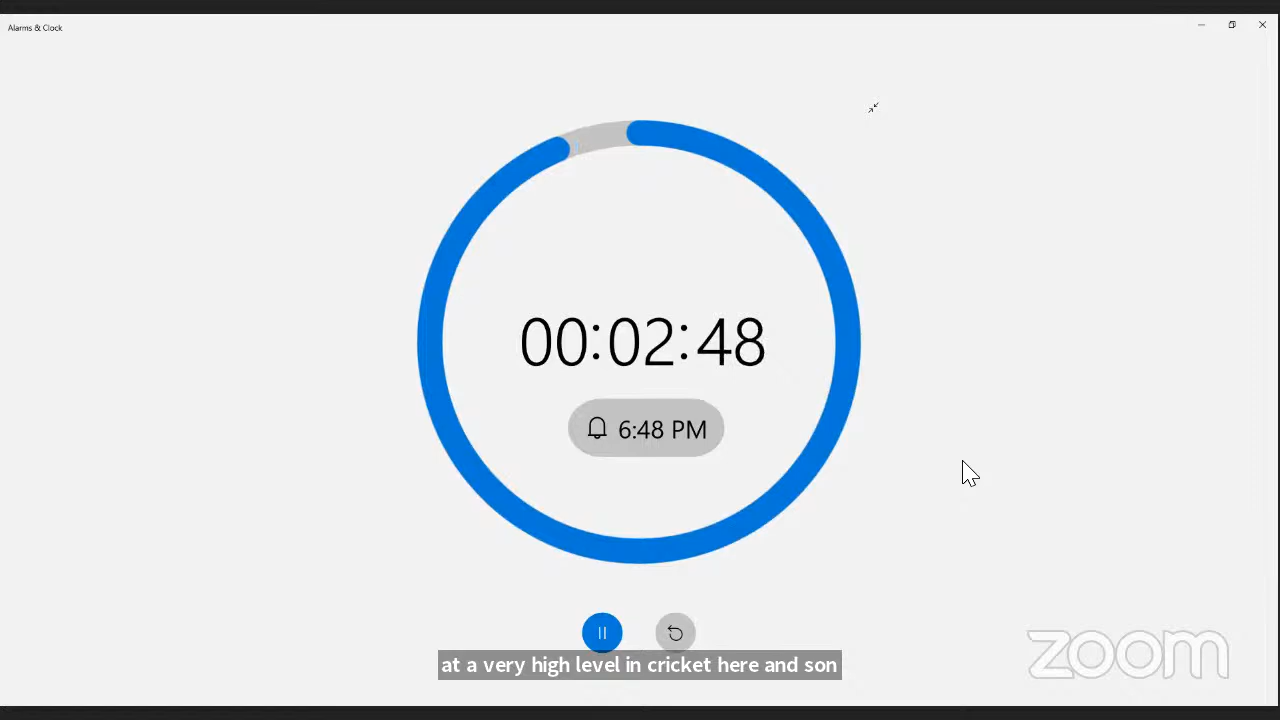 Alarms & Clock
00:02:48
6:48 PM
at a very high level in cricket here and son
zoom